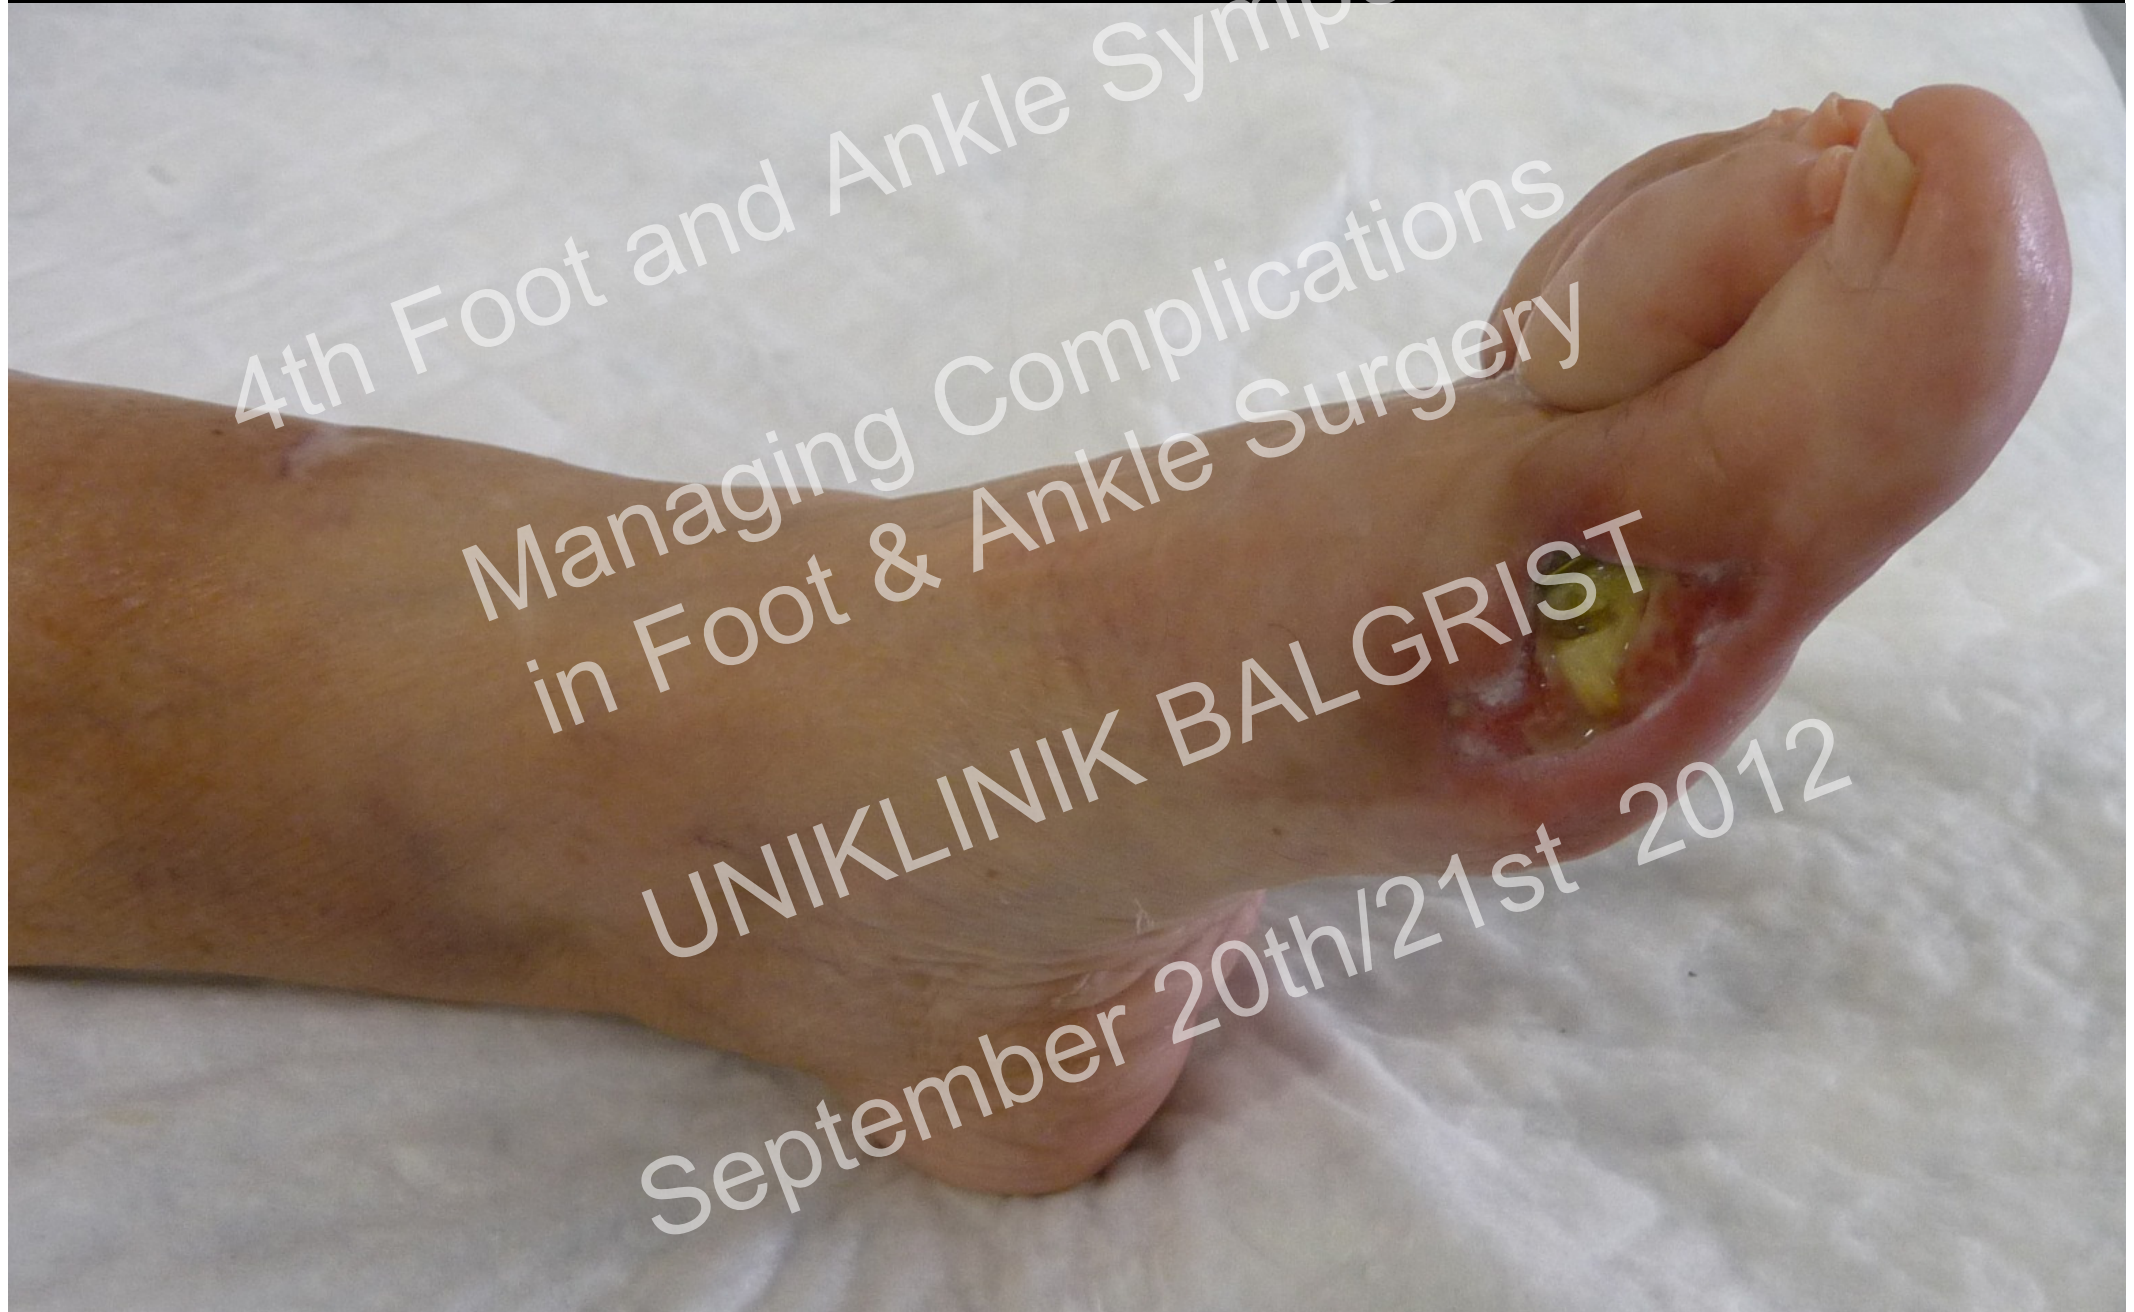 4th Foot and Ankle Symp
Managing Complications
in Foot & Ankle Surgery
UNIKLINIK BALGRIST
September 20th/21st 2012